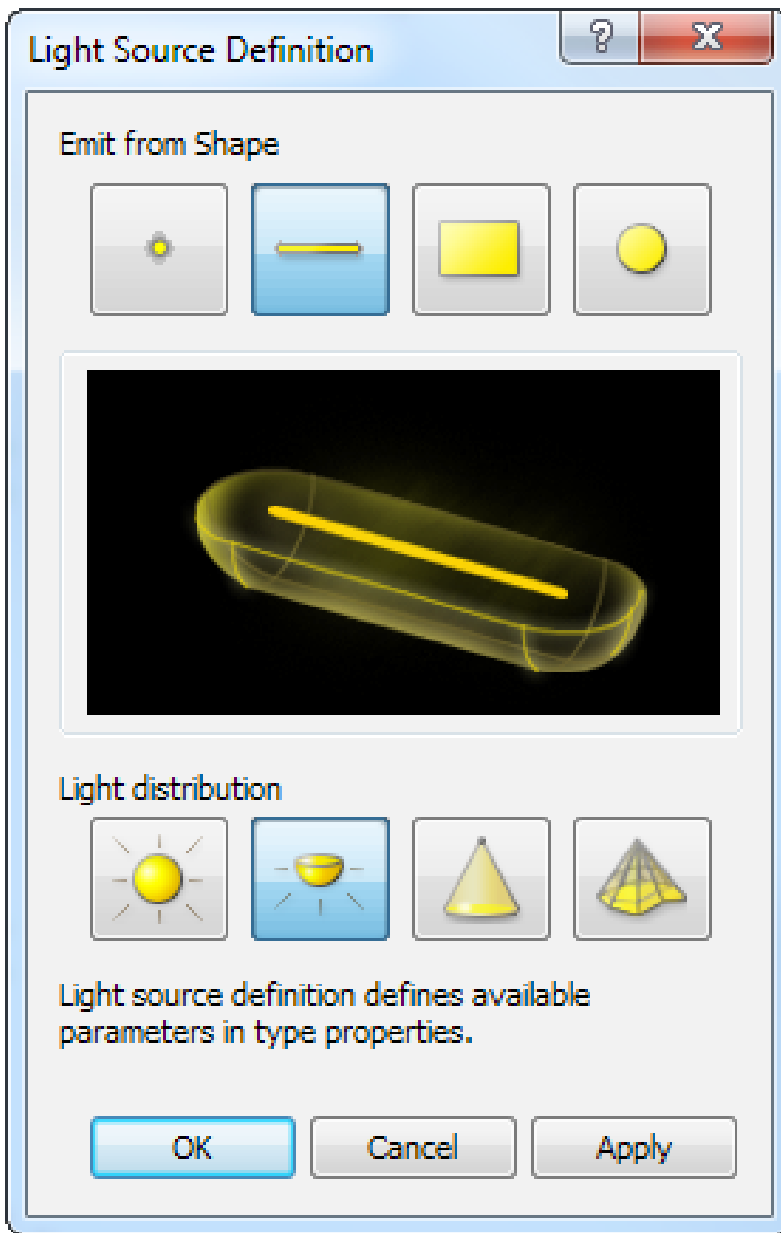 Light Source Definition
?
Emit from Shape
Light distribution
Light source definition defines available
parameters in type properties.
OK
Cancel
Apply